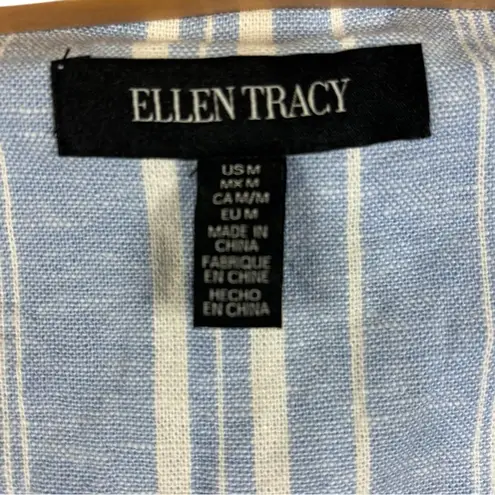 ELLEN TRACY
US M
MX M
CA M/M
EU M
MADE IN
CHINA
FABRIQUE
EN CHINE
HECHO
EN CHINA